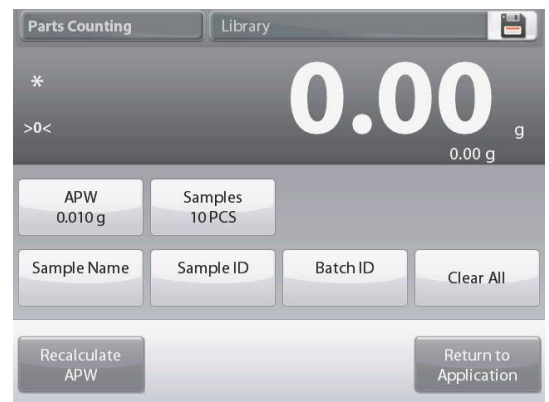 Parts Counting
Library
*
0.00
>0<
g
0.00 g
APW
0.010 g
Samples
10 PCS
Sample Name
Sample ID
Batch ID
Clear All
Recalculate
APW
Return to
Application